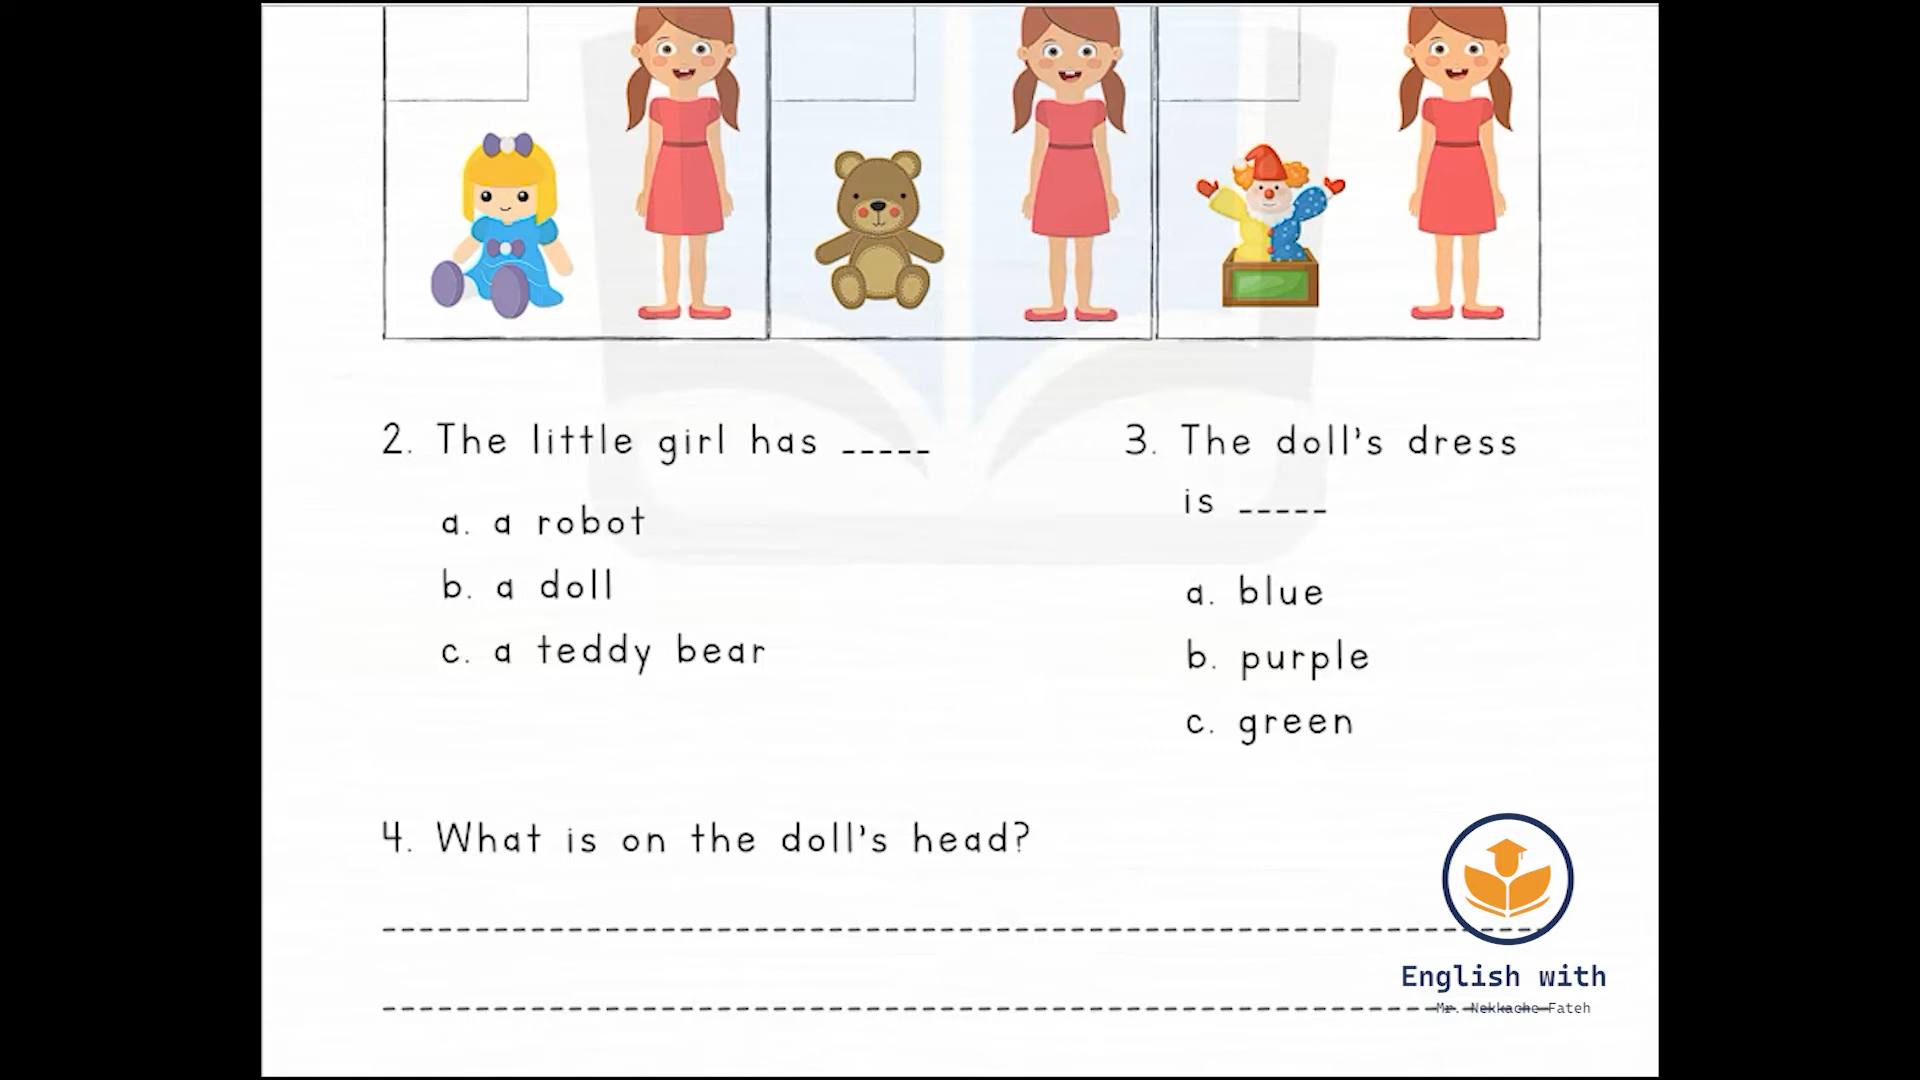 2. The little girl has _____
a. a robot
b. a doll
c. a teddy bear
3. The doll's dress
is _____
a. blue
b. purple
c. green
4. What is on the doll's head?
English with
Mr. Nekkache Fateh